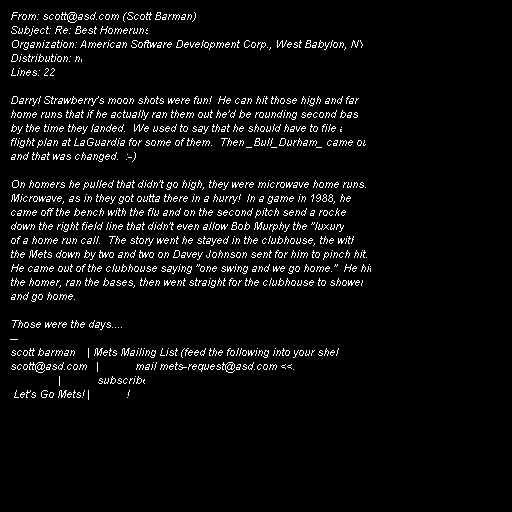 From: scott@asd.com (Scott Barman)
Subject: Re: Best Homeruns
Organization: American Software Development Corp., West Babylon, NY
Distribution: n
Lines: 22

Darryl Strawberry's moon shots were fun!  He can hit those high and far
home runs that if he actually ran them out he'd be rounding second bas
by the time they landed.  We used to say that he should have to file a
flight plan at LaGuardia for some of them.  Then _Bull_Durham_ came ou
and that was changed.  :-)

On homers he pulled that didn't go high, they were microwave home runs.
Microwave, as in they got outta there in a hurry!  In a game in 1988, he
came off the bench with the flu and on the second pitch send a rocke
down the right field line that didn't even allow Bob Murphy the "luxury
of a home run call.  The story went he stayed in the clubhouse, the with
the Mets down by two and two on Davey Johnson sent for him to pinch hit.
He came out of the clubhouse saying "one swing and we go home."  He hit
the homer, ran the bases, then went straight for the clubhouse to shower
and go home.

Those were the days....
--
scott barman    | Mets Mailing List (feed the following into your shel
scott@asd.com   |            mail mets-request@asd.com <<.
                |            subscribe
 Let's Go Mets! |            !